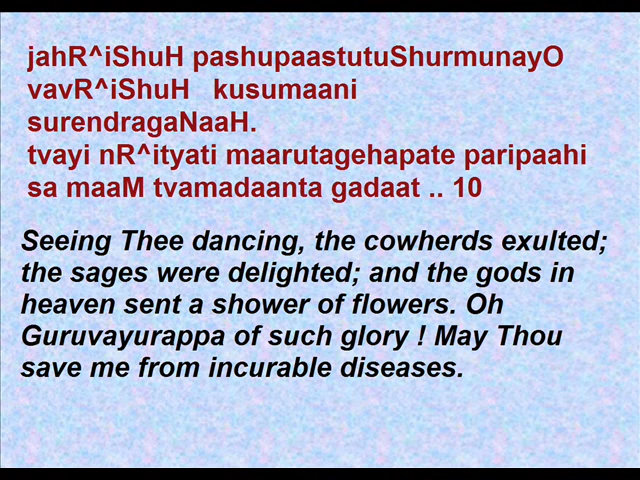 jahR^iShuH pashupaastutuShurmunayO
vavR^iShuH kusumaani
surendragaNaaH.
tvayi nR^ityati maarutagehapate paripaahi
sa maaM tvamadaanta gadaat .. 10
Seeing Thee dancing, the cowherds exulted;
the sages were delighted; and the gods in
heaven sent a shower of flowers. Oh
Guruvayurappa of such glory ! May Thou
save me from incurable diseases.